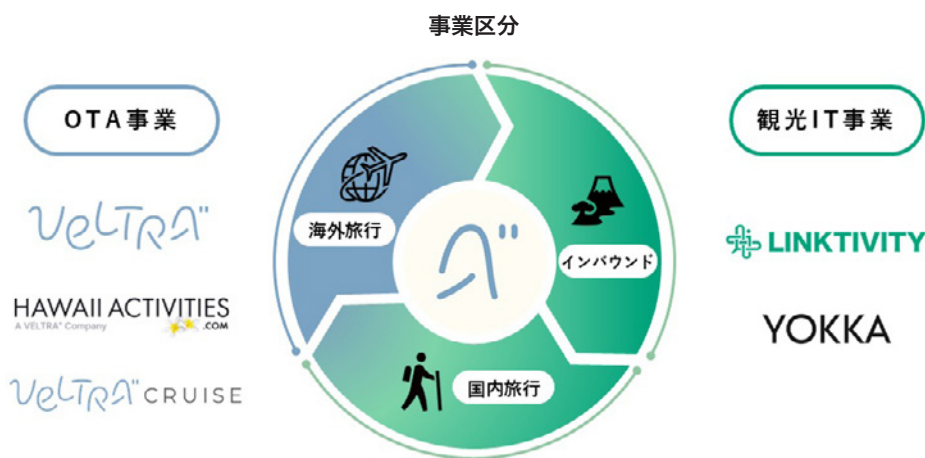 事業区分
OTA事業
VELTRA
HAWAII ACTIVITIES
A VELTRA Company
.COM
VELTRA CRUISE
海外旅行
インバウンド
国内旅行
観光IT事業
LINKTIVITY
YOKKA